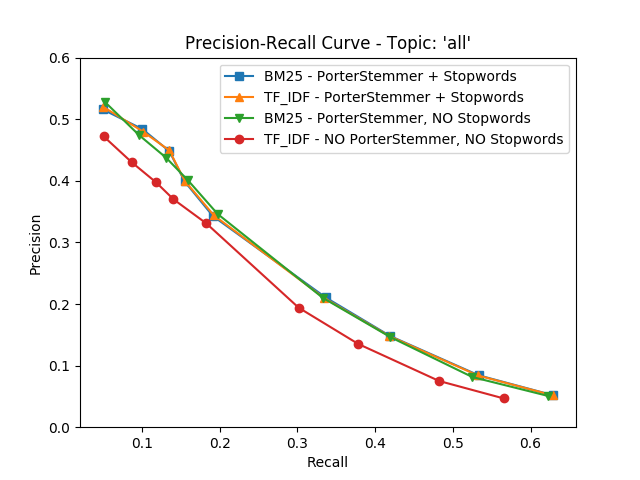 Precision-Recall Curve - Topic: 'all'
BM25 - PorterStemmer + Stopwords
TF_IDF - PorterStemmer + Stopwords
BM25 - PorterStemmer, NO Stopwords
TF_IDF - NO PorterStemmer, NO Stopwords
Precision
0.6
0.5
0.4
0.3
0.2
0.1
0.0
0.1 0.2 0.3 0.4 0.5 0.6
Recall